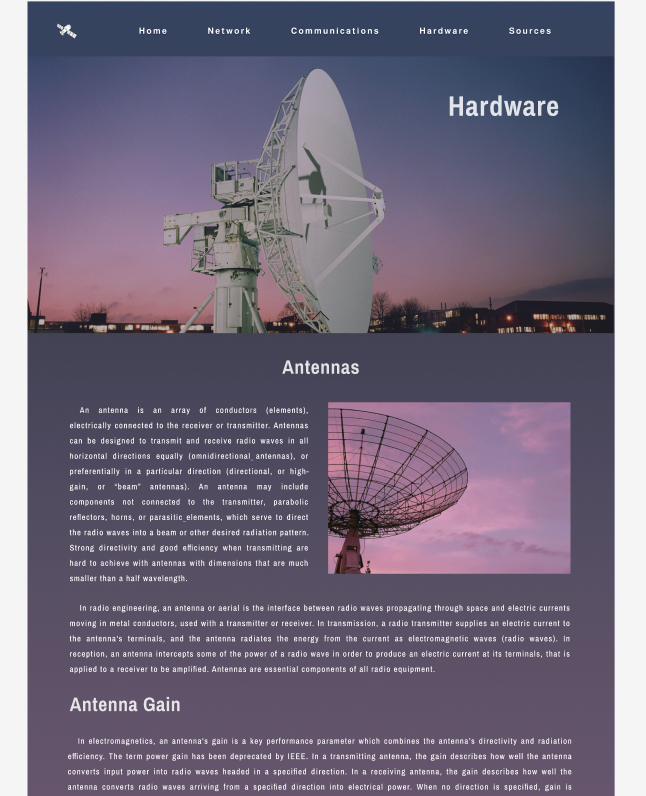 Home Network Communications Hardware Sources
Hardware
Antennas
An antenna is an array of conductors (elements),
electrically connected to the receiver or transmitter. Antennas
can be designed to transmit and receive radio waves in all
horizontal directions equally (omnidirectional antennas), or
preferentially in a particular direction (directional, or high-
gain, or "beam" antennas). An antenna may include
components not connected to the transmitter, parabolic
reflectors, horns, or parasitic elements, which serve to direct
the radio waves into a beam or other desired radiation pattern.
Strong directivity and good efficiency when transmitting are
hard to achieve with antennas with dimensions that are much
smaller than a half wavelength.
In radio engineering, an antenna or aerial is the interface between radio waves propagating through space and electric currents
moving in metal conductors, used with a transmitter or receiver. In transmission, a radio transmitter supplies an electric current to
the antenna's terminals, and the antenna radiates the energy from the current as electromagnetic waves (radio waves). In
reception, an antenna intercepts some of the power of a radio wave in order to produce an electric current at its terminals, that is
applied to a receiver to be amplified. Antennas are essential components of all radio equipment.
Antenna Gain
In electromagnetics, an antenna's gain is a key performance parameter which combines the antenna's directivity and radiation
efficiency. The term power gain has been deprecated by IEEE. In a transmitting antenna, the gain describes how well the antenna
converts input power into radio waves headed in a specified direction. In a receiving antenna, the gain describes how well the
antenna converts radio waves arriving from a specified direction into electrical power. When no direction is specified, gain is